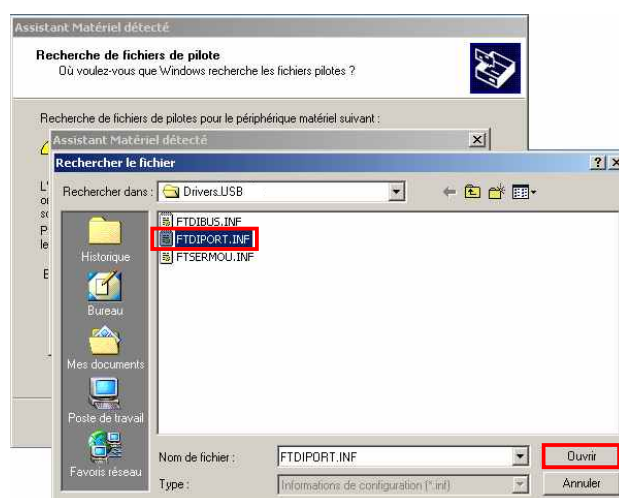 Assistant Matériel détecté
Recherche de fichiers de pilote
Où voulez-vous que Windows recherche les fichiers pilotes ?
Recherche de fichiers de pilotes pour le périphérique matériel suivant :
Assistant Matériel détecté
Rechercher le fichier
Rechercher dans : Drivers.USB
FTDIBUS.INF
FTDIPORT.INF
FTSERMOU.INF
Historique
Bureau
Mes documents
Poste de travail
Favoris réseau
Nom de fichier : FTDIPORT.INF
Ouvrir
Type : Informations de configuration (*.inf)
Annuler